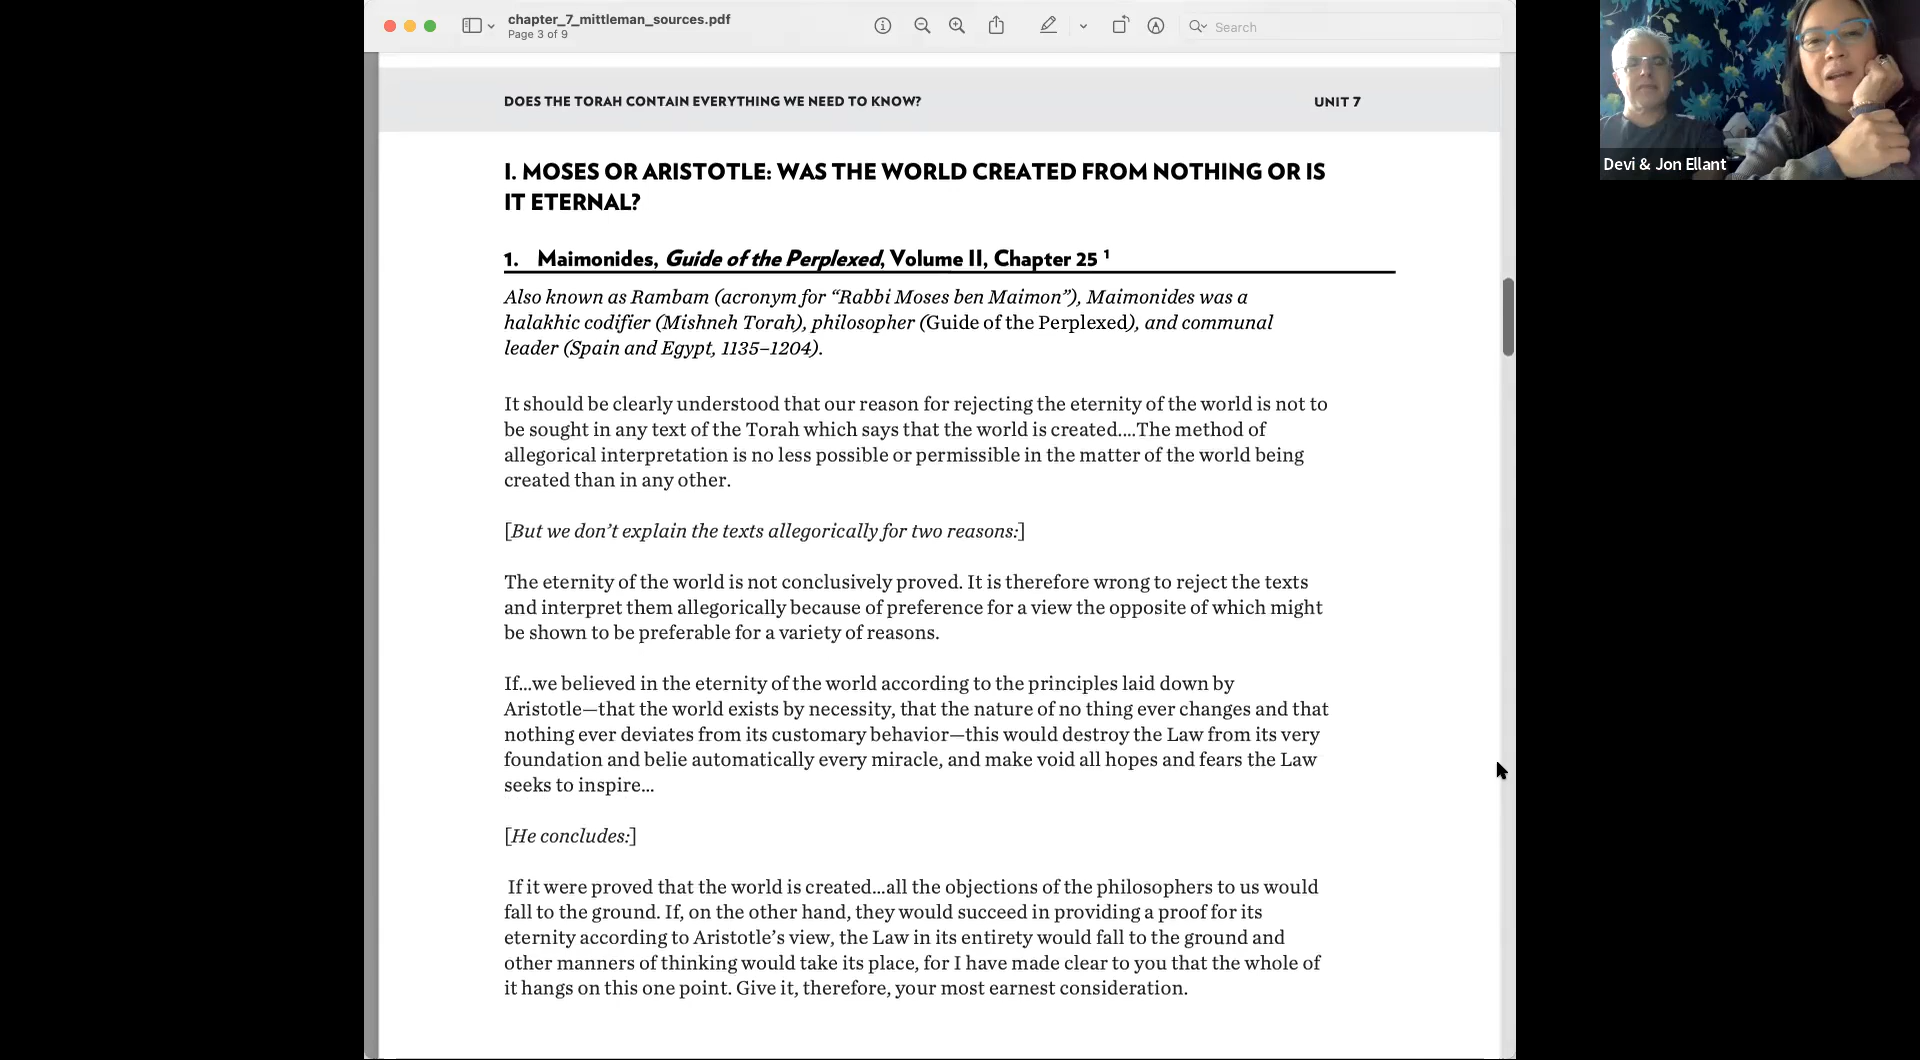 chapter_7_mittleman_sources.pdf
Page 3 of 9
Search
DOES THE TORAH CONTAIN EVERYTHING WE NEED TO KNOW?
UNIT 7
I. MOSES OR ARISTOTLE: WAS THE WORLD CREATED FROM NOTHING OR IS
IT ETERNAL?
1. Maimonides, Guide of the Perplexed, Volume II, Chapter 25 ¹
Also known as Rambam (acronym for “Rabbi Moses ben Maimon”), Maimonides was a
halakhic codifier (Mishneh Torah), philosopher (Guide of the Perplexed), and communal
leader (Spain and Egypt, 1135–1204).
It should be clearly understood that our reason for rejecting the eternity of the world is not to
be sought in any text of the Torah which says that the world is created....The method of
allegorical interpretation is no less possible or permissible in the matter of the world being
created than in any other.
[But we don’t explain the texts allegorically for two reasons:]
The eternity of the world is not conclusively proved. It is therefore wrong to reject the texts
and interpret them allegorically because of preference for a view the opposite of which might
be shown to be preferable for a variety of reasons.
If...we believed in the eternity of the world according to the principles laid down by
Aristotle—that the world exists by necessity, that the nature of no thing ever changes and that
nothing ever deviates from its customary behavior—this would destroy the Law from its very
foundation and belie automatically every miracle, and make void all hopes and fears the Law
seeks to inspire...
[He concludes:]
If it were proved that the world is created...all the objections of the philosophers to us would
fall to the ground. If, on the other hand, they would succeed in providing a proof for its
eternity according to Aristotle’s view, the Law in its entirety would fall to the ground and
other manners of thinking would take its place, for I have made clear to you that the whole of
it hangs on this one point. Give it, therefore, your most earnest consideration.
Devi & Jon Ellant